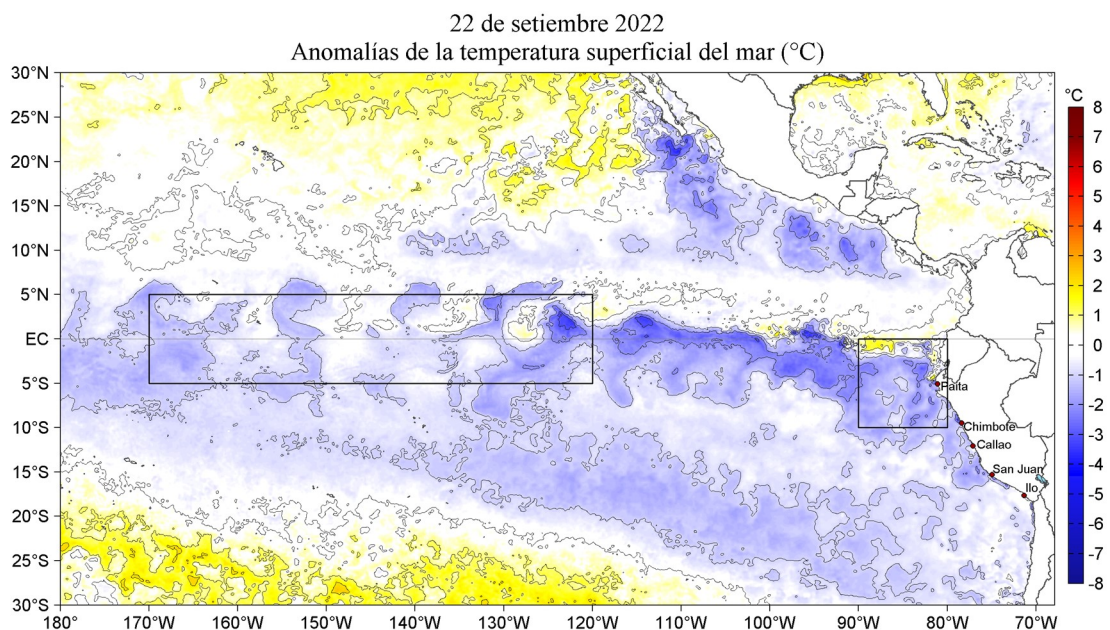 22 de setiembre 2022
Anomalías de la temperatura superficial del mar (°C)
30°N
25°N
20°N
15°N
10°N
5°N
EC
5°S
10°S
15°S
20°S
25°S
30°S
180°W 170°W 160°W 150°W 140°W 130°W 120°W 110°W 100°W 90°W 80°W 70°W
Paita
Chimbote
Callao
San Juan
Ilo
°C
8
7
6
5
4
3
2
1
0
-1
-2
-3
-4
-5
-6
-7
-8